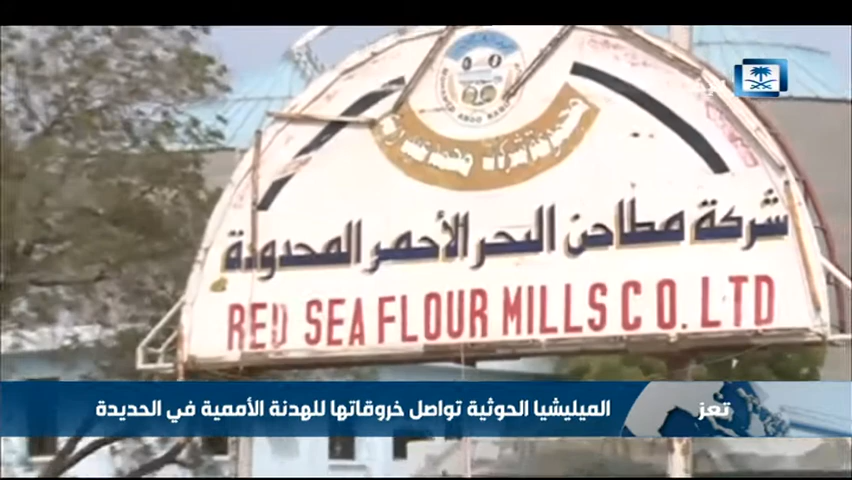 شركة مطاحن البحر الأحمر المحدودة
RED SEA FLOUR MILLS CO. LTD
تعز
الميليشيا الحوثية تواصل خروقاتها للهدنة الأممية في الحديدة